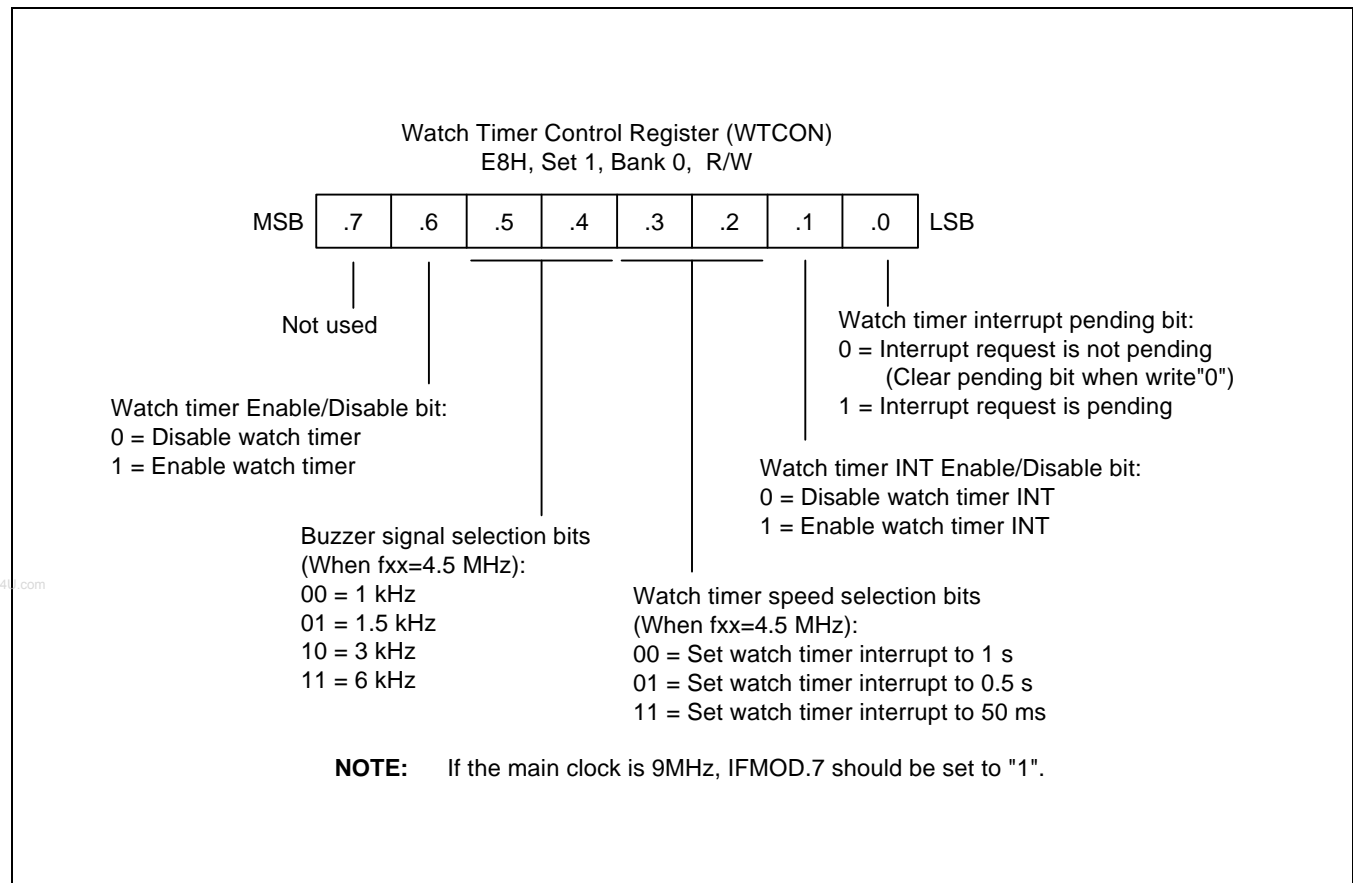 Watch Timer Control Register (WTCON)
E8H, Set 1, Bank 0, R/W
MSB .7 .6 .5 .4 .3 .2 .1 .0 LSB
Not used
Watch timer Enable/Disable bit:
0 = Disable watch timer
1 = Enable watch timer
Buzzer signal selection bits
(When fxx=4.5 MHz):
00 = 1 kHz
01 = 1.5 kHz
10 = 3 kHz
11 = 6 kHz
Watch timer speed selection bits
(When fxx=4.5 MHz):
00 = Set watch timer interrupt to 1 s
01 = Set watch timer interrupt to 0.5 s
11 = Set watch timer interrupt to 50 ms
Watch timer INT Enable/Disable bit:
0 = Disable watch timer INT
1 = Enable watch timer INT
Watch timer interrupt pending bit:
0 = Interrupt request is not pending
(Clear pending bit when write"0")
1 = Interrupt request is pending
NOTE: If the main clock is 9MHz, IFMOD.7 should be set to "1".
4U.com